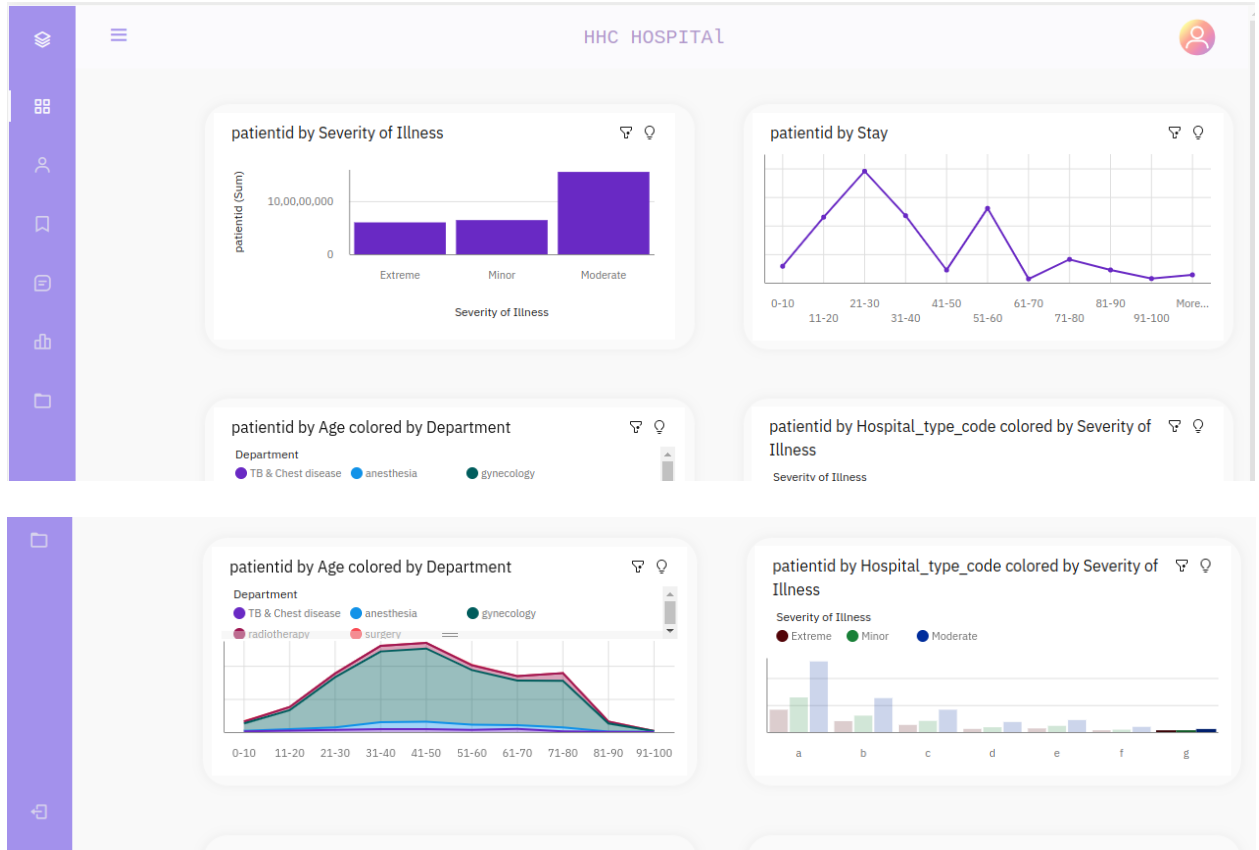 HHC HOSPITAl
patientid by Severity of Illness
patientid (Sum)
10,00,00,000
0
Extreme Minor Moderate
Severity of Illness
patientid by Stay
0-10 21-30 41-50 61-70 81-90 More...
11-20 31-40 51-60 71-80 91-100
patientid by Age colored by Department
Department
TB & Chest disease anesthesia gynecology
patientid by Hospital_type_code colored by Severity of
Illness
Severity of Illness
patientid by Age colored by Department
Department
TB & Chest disease anesthesia gynecology
radiotherapy surgery
0-10 11-20 21-30 31-40 41-50 51-60 61-70 71-80 81-90 91-100
patientid by Hospital_type_code colored by Severity of
Illness
Severity of Illness
Extreme Minor Moderate
a b c d e f g